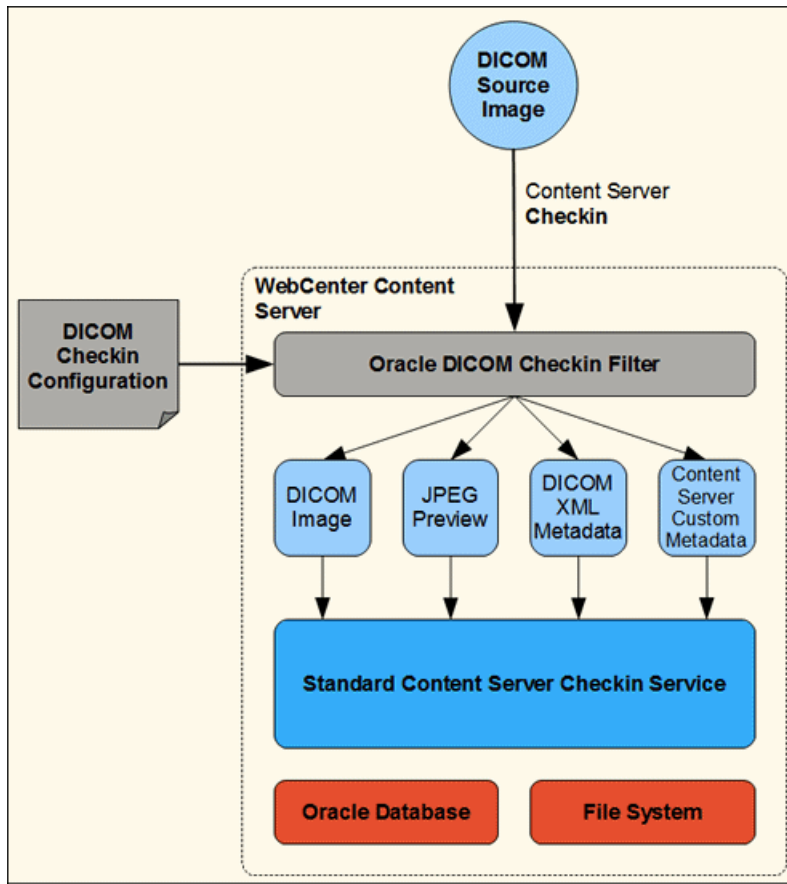 DICOM
Source
Image
Content Server
Checkin
WebCenter Content
Server
DICOM
Checkin
Configuration
Oracle DICOM Checkin Filter
DICOM
Image
JPEG
Preview
DICOM
XML
Metadata
Content
Server
Custom
Metadata
Standard Content Server Checkin Service
Oracle Database
File System